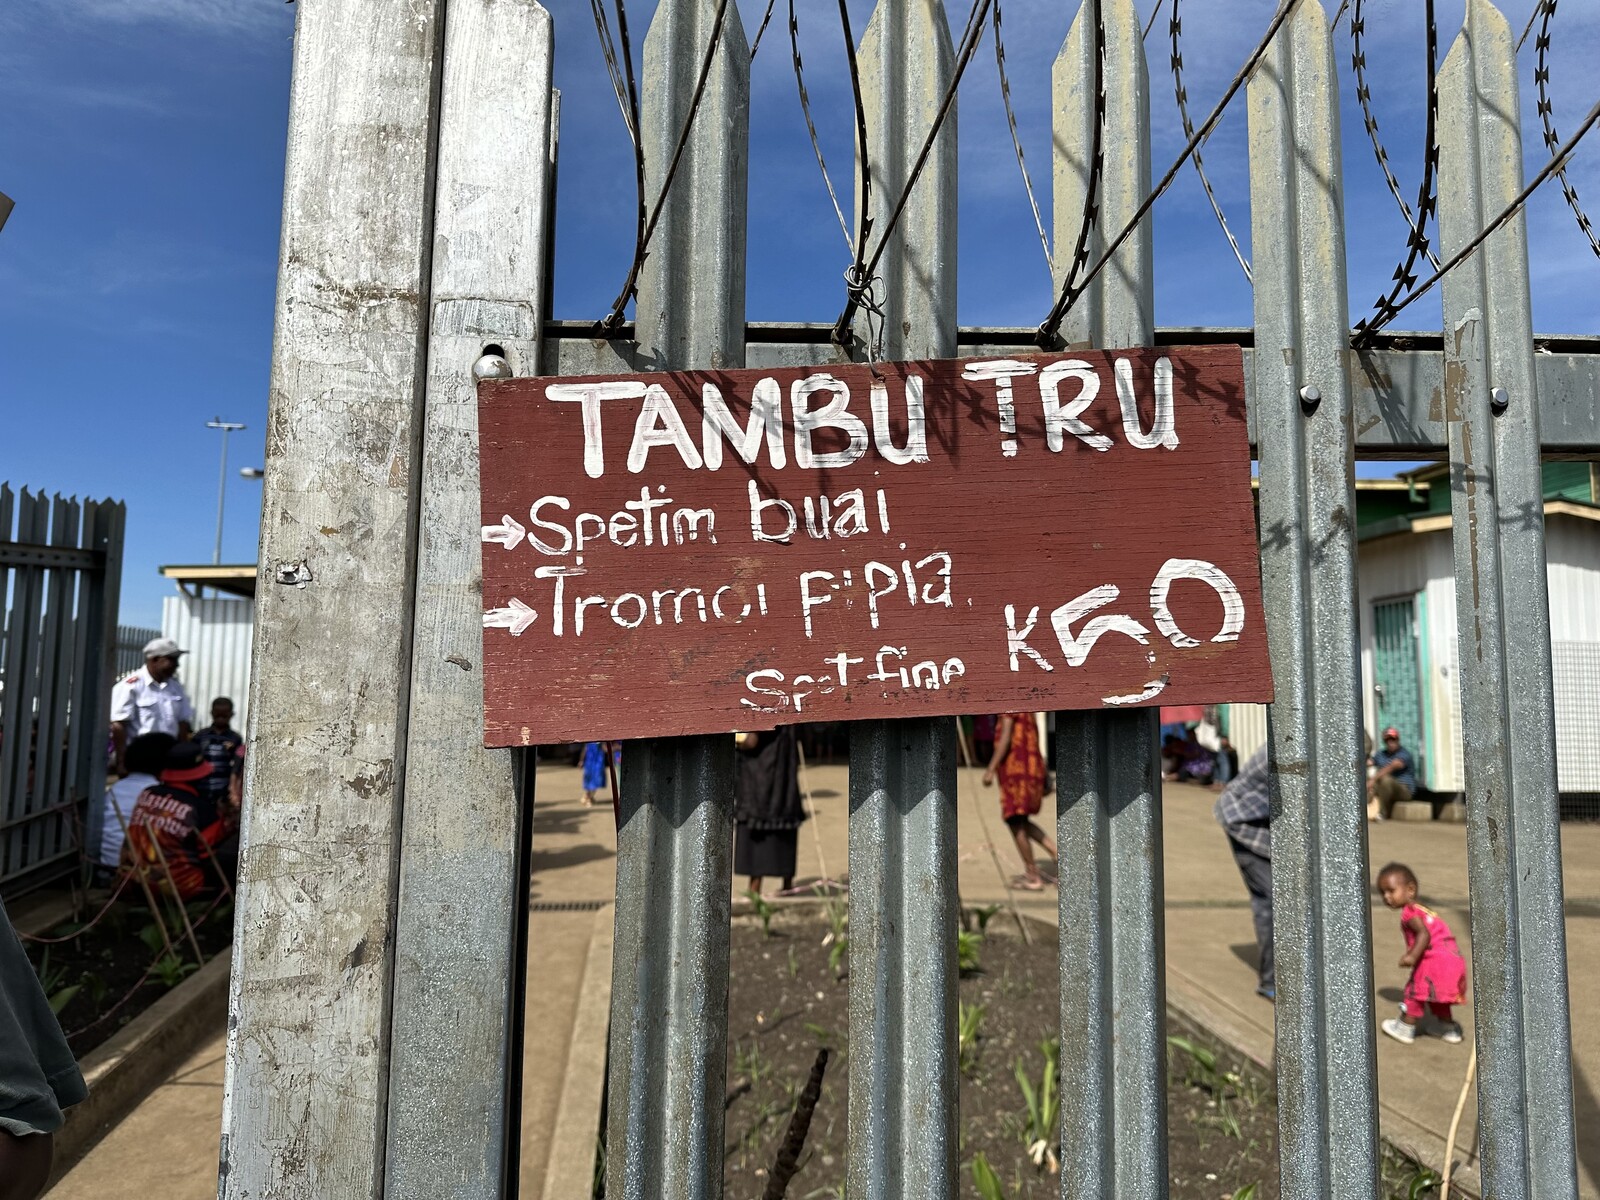 TAMBU TRU
→ Spetim buai
→ Tromoi pipia
Spot fine K50